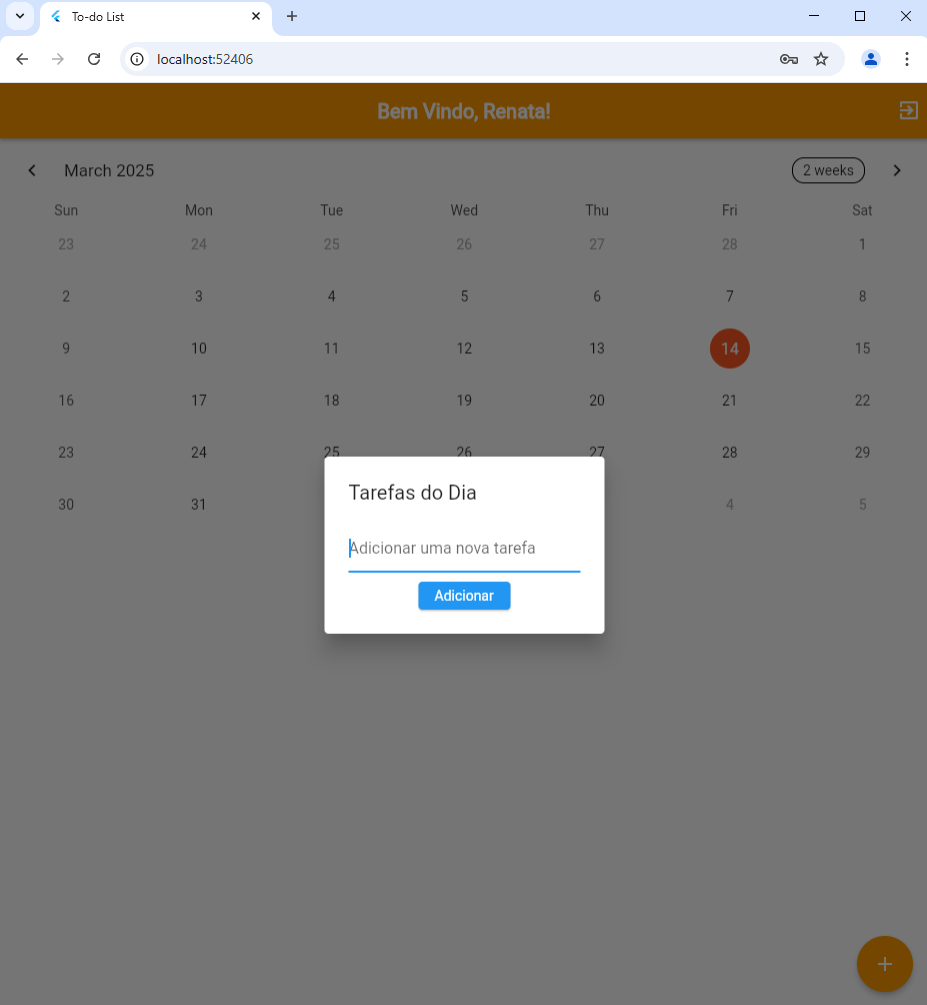 To-do List
localhost:52406
Bem Vindo, Renata!
March 2025
2 weeks
Sun Mon Tue Wed Thu Fri Sat
23 24 25 26 27 28 1
2 3 4 5 6 7 8
9 10 11 12 13 14 15
16 17 18 19 20 21 22
23 24 25 26 27 28 29
30 31 4 5
Tarefas do Dia
Adicionar uma nova tarefa
Adicionar